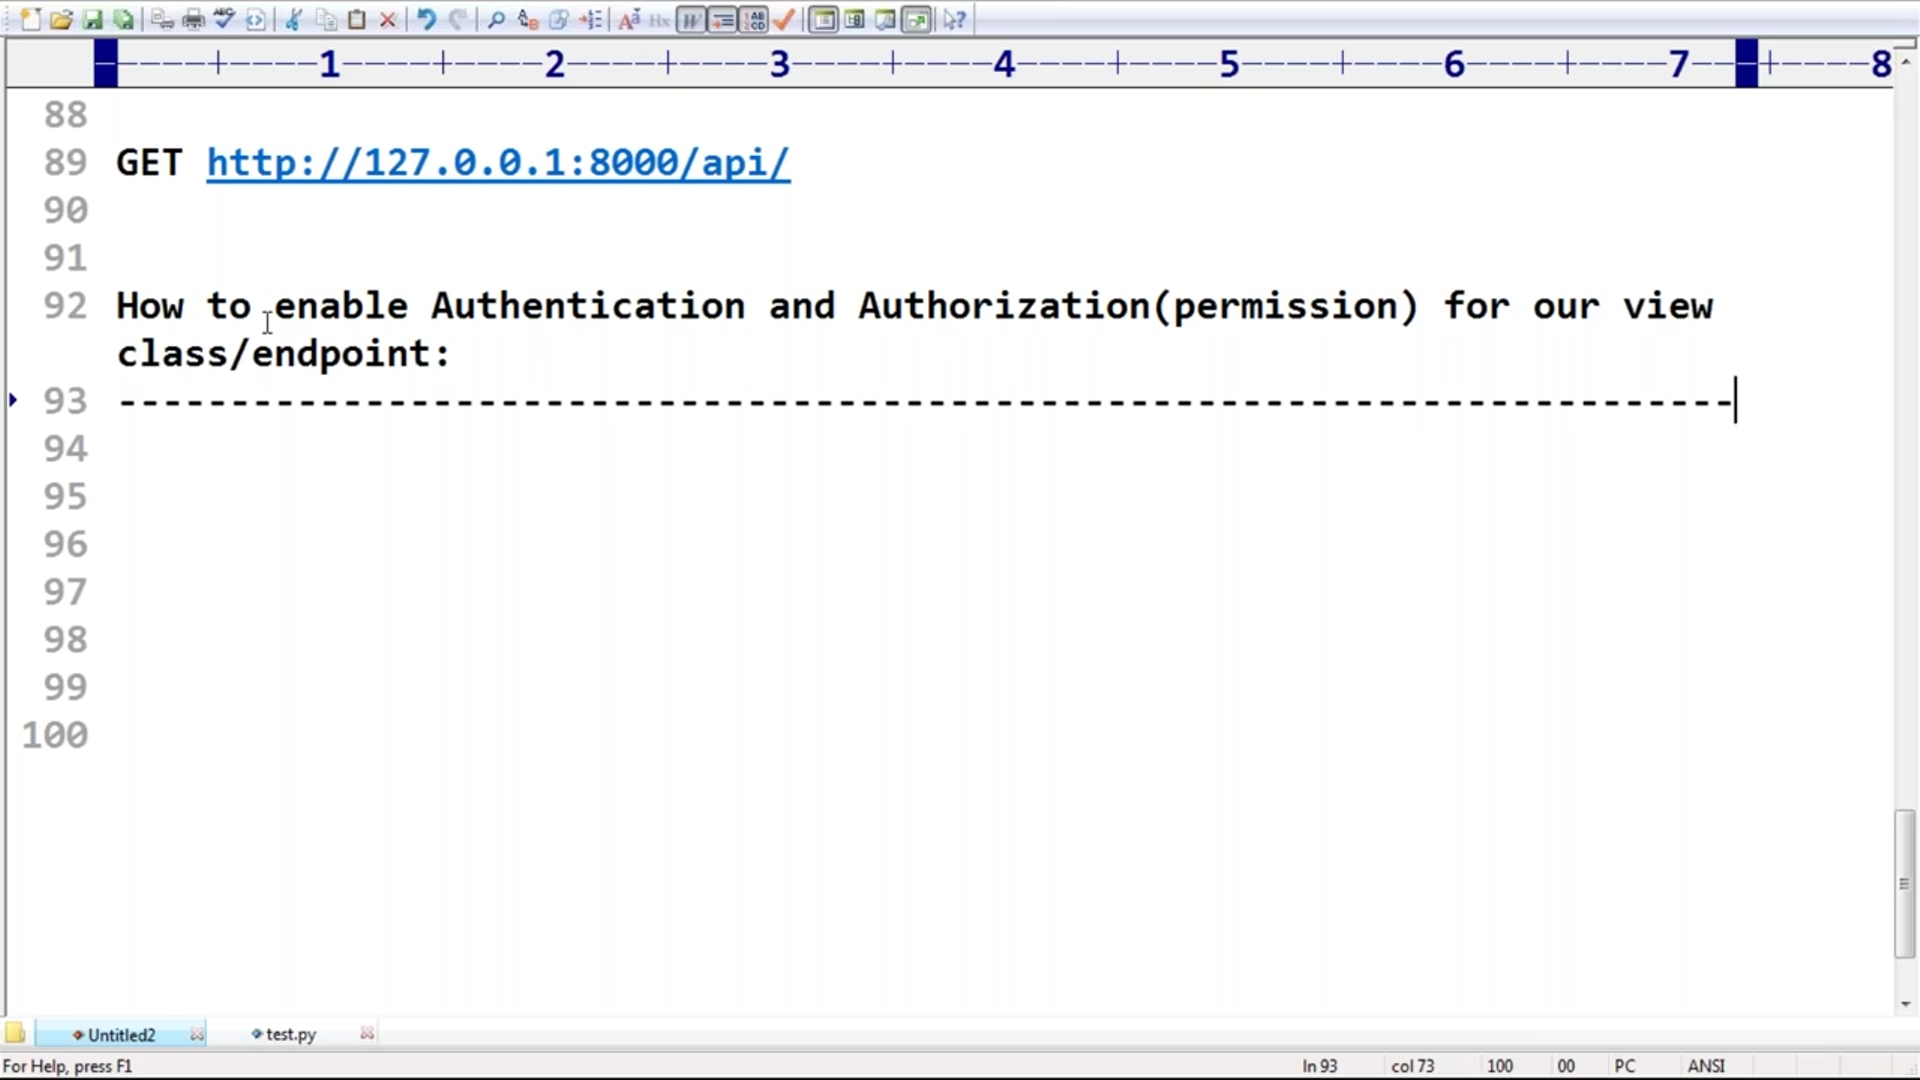 ----+----1----+----2----+----3----+----4----+----5----+----6----+----7----+----8
88
89 GET http://127.0.0.1:8000/api/
90
91
92 How to enable Authentication and Authorization(permission) for our view
class/endpoint:
93 ------------------------------------------------------------------------
94
95
96
97
98
99
100
Untitled2 test.py
For Help, press F1 ln 93 col 73 100 00 PC ANSI